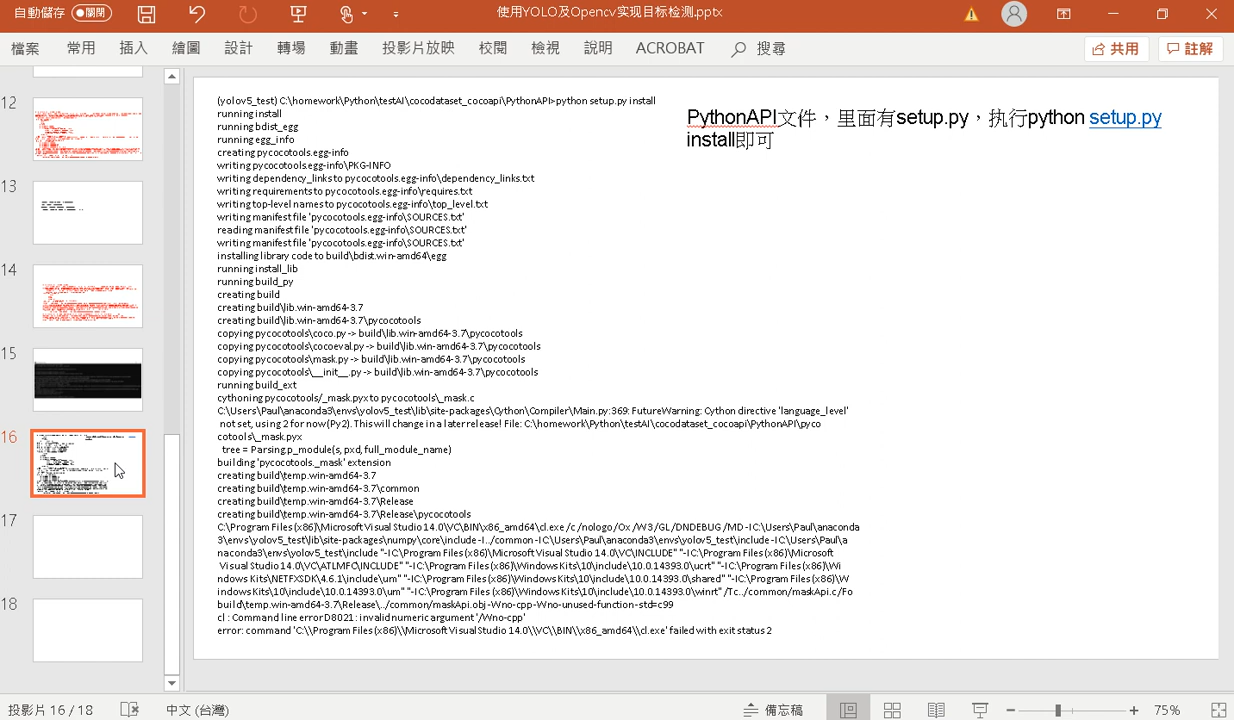 自動儲存 關閉
使用YOLO及Opencv实现目标检测.pptx
檔案 常用 插入 繪圖 設計 轉場 動畫 投影片放映 校閱 檢視 說明 ACROBAT 搜尋 共用 註解
12
13
14
15
16
17
18
(yolov5_test) C:\homework\Python\testAI\cocodataset_cocoapi\PythonAPI>python setup.py install
running install
running bdist_egg
running egg_info
creating pycocotools.egg-info
writing pycocotools.egg-info\PKG-INFO
writing dependency_links to pycocotools.egg-info\dependency_links.txt
writing requirements to pycocotools.egg-info\requires.txt
writing top-level names to pycocotools.egg-info\top_level.txt
writing manifest file 'pycocotools.egg-info\SOURCES.txt'
reading manifest file 'pycocotools.egg-info\SOURCES.txt'
writing manifest file 'pycocotools.egg-info\SOURCES.txt'
installing library code to build\bdist.win-amd64\egg
running install_lib
running build_py
creating build
creating build\lib.win-amd64-3.7
creating build\lib.win-amd64-3.7\pycocotools
copying pycocotools\coco.py -> build\lib.win-amd64-3.7\pycocotools
copying pycocotools\cocoeval.py -> build\lib.win-amd64-3.7\pycocotools
copying pycocotools\mask.py -> build\lib.win-amd64-3.7\pycocotools
copying pycocotools\__init__.py -> build\lib.win-amd64-3.7\pycocotools
running build_ext
cythoning pycocotools/_mask.pyx to pycocotools\_mask.c
C:\Users\Paul\anaconda3\envs\yolov5_test\lib\site-packages\Cython\Compiler\Main.py:369: FutureWarning: Cython directive 'language_level'
not set, using 2 for now (Py2). This will change in a later release! File: C:\homework\Python\testAI\cocodataset_cocoapi\PythonAPI\pyco
cotools\_mask.pyx
tree = Parsing.p_module(s, pxd, full_module_name)
building 'pycocotools._mask' extension
creating build\temp.win-amd64-3.7
creating build\temp.win-amd64-3.7\common
creating build\temp.win-amd64-3.7\Release
creating build\temp.win-amd64-3.7\Release\pycocotools
C:\Program Files (x86)\Microsoft Visual Studio 14.0\VC\BIN\x86_amd64\cl.exe /c /nologo /Ox /W3 /GL /DNDEBUG /MD -IC:\Users\Paul\anaconda
3\envs\yolov5_test\lib\site-packages\numpy\core\include -I../common -IC:\Users\Paul\anaconda3\envs\yolov5_test\include -IC:\Users\Paul\a
naconda3\envs\yolov5_test\include "-IC:\Program Files (x86)\Microsoft Visual Studio 14.0\VC\INCLUDE" "-IC:\Program Files (x86)\Microsoft
Visual Studio 14.0\VC\ATLMFC\INCLUDE" "-IC:\Program Files (x86)\Windows Kits\10\include\10.0.14393.0\ucrt" "-IC:\Program Files (x86)\Wi
ndows Kits\NETFXSDK\4.6.1\include\um" "-IC:\Program Files (x86)\Windows Kits\10\include\10.0.14393.0\shared" "-IC:\Program Files (x86)\W
indows Kits\10\include\10.0.14393.0\um" "-IC:\Program Files (x86)\Windows Kits\10\include\10.0.14393.0\winrt" /Tc../common/maskApi.c /Fo
build\temp.win-amd64-3.7\Release\../common/maskApi.obj -Wno-cpp -Wno-unused-function -std=c99
cl : Command line error D8021 : invalid numeric argument '/Wno-cpp'
error: command 'C:\\Program Files (x86)\\Microsoft Visual Studio 14.0\\VC\\BIN\\x86_amd64\\cl.exe' failed with exit status 2
PythonAPI文件，里面有setup.py，执行python setup.py
install即可
投影片 16 / 18 中文 (台灣) 備忘稿 75%